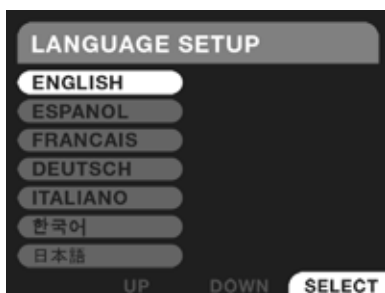 LANGUAGE SETUP
ENGLISH
ESPANOL
FRANCAIS
DEUTSCH
ITALIANO
한국어
日本語
UP DOWN SELECT